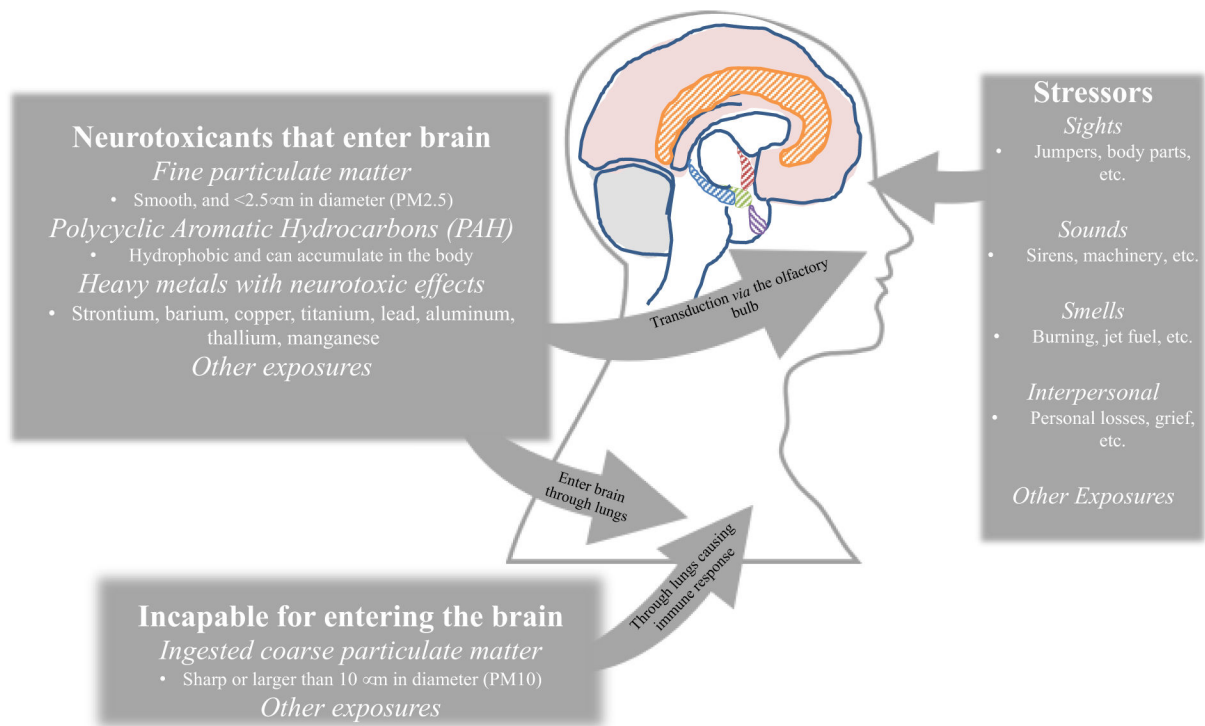 Neurotoxicants that enter brain
Fine particulate matter
• Smooth, and <2.5∝m in diameter (PM2.5)
Polycyclic Aromatic Hydrocarbons (PAH)
• Hydrophobic and can accumulate in the body
Heavy metals with neurotoxic effects
• Strontium, barium, copper, titanium, lead, aluminum,
thallium, manganese
Other exposures
Transduction via the olfactory
bulb
Enter brain
through lungs
Incapable for entering the brain
Ingested coarse particulate matter
• Sharp or larger than 10 ∝m in diameter (PM10)
Other exposures
Through lungs causing
immune response
Stressors
Sights
• Jumpers, body parts,
etc.
Sounds
• Sirens, machinery, etc.
Smells
• Burning, jet fuel, etc.
Interpersonal
• Personal losses, grief,
etc.
Other Exposures